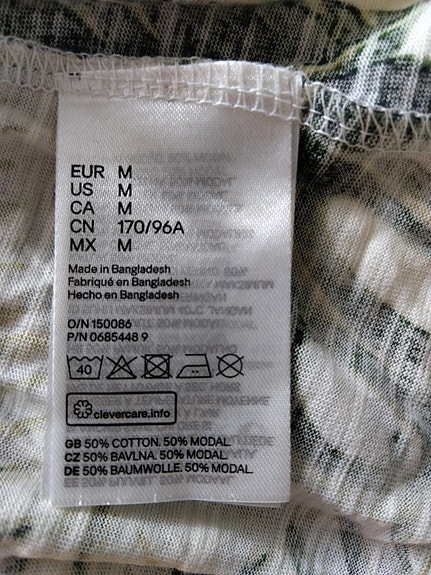 EUR M
US M
CA M
CN 170/96A
MX M
Made in Bangladesh
Fabriqué en Bangladesh
Hecho en Bangladesh
O/N 150086
P/N 0685448 9
40
clevercare.info
GB 50% COTTON. 50% MODAL.
CZ 50% BAVLNA. 50% MODAL.
DE 50% BAUMWOLLE. 50% MODAL.